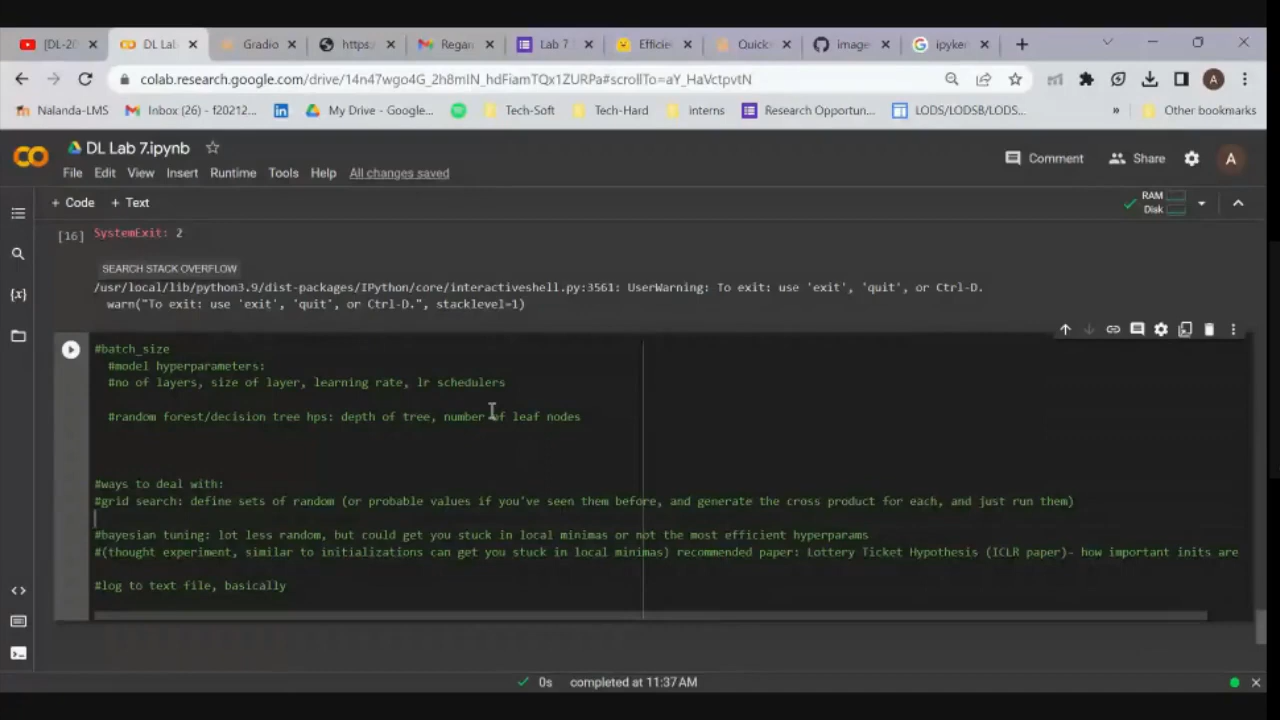 [DL-20
DL Lab
Gradio
https:
Regan
Lab 7
Efficie
Quick
image
ipyker
colab.research.google.com/drive/14n47wgo4G_2h8mlN_hdFiamTQx1ZURPa#scrollTo=aY_HaVctpvtN
A
Nalanda-LMS
Inbox (26) - f20212...
My Drive - Google...
Tech-Soft
Tech-Hard
Interns
Research Opportun...
LODS/LODSB/LODS...
»
Other bookmarks
DL Lab 7.ipynb
Comment
Share
A
File Edit View Insert Runtime Tools Help All changes saved
+ Code + Text
RAM
Disk
[16] SystemExit: 2
SEARCH STACK OVERFLOW
/usr/local/lib/python3.9/dist-packages/IPython/core/interactiveshell.py:3561: UserWarning: To exit: use 'exit', 'quit', or Ctrl-D.
warn("To exit: use 'exit', 'quit', or Ctrl-D.", stacklevel=1)
{x}
#batch_size
#model hyperparameters:
#no of layers, size of layer, learning rate, lr schedulers
#random forest/decision tree hps: depth of tree, number of leaf nodes
#ways to deal with:
#grid search: define sets of random (or probable values if you've seen them before, and generate the cross product for each, and just run them)
#bayesian tuning: lot less random, but could get you stuck in local minimas or not the most efficient hyperparams
#(thought experiment, similar to initializations can get you stuck in local minimas) recommended paper: Lottery Ticket Hypothesis (ICLR paper)- how important inits are
#log to text file, basically
0s completed at 11:37 AM